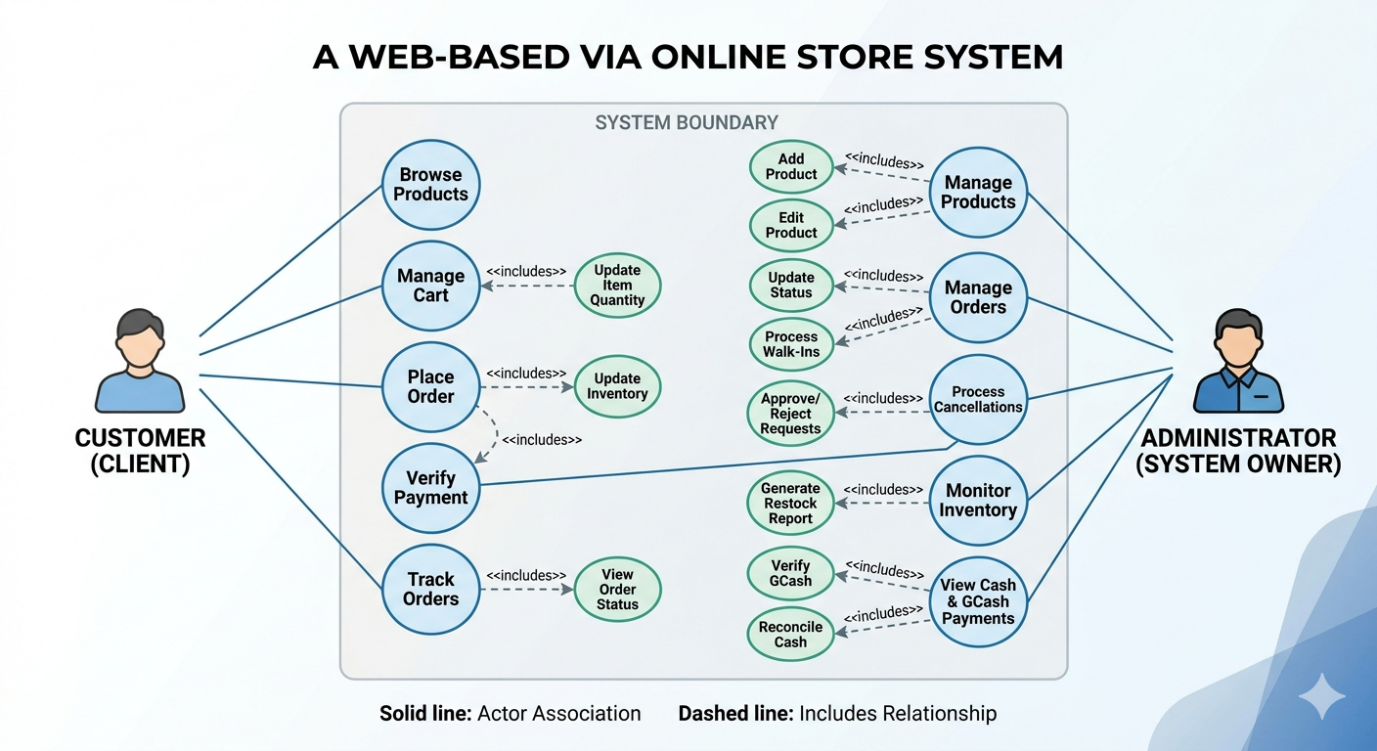 A WEB-BASED VIA ONLINE STORE SYSTEM
SYSTEM BOUNDARY
Browse
Products
Manage
Cart
<<includes>>
Update
Item
Quantity
Place
Order
<<includes>>
Update
Inventory
<<includes>>
Verify
Payment
Track
Orders
<<includes>>
View
Order
Status
Add
Product
<<includes>>
Edit
Product
<<includes>>
Manage
Products
Update
Status
<<includes>>
Process
Walk-Ins
<<includes>>
Manage
Orders
Approve/
Reject
Requests
<<includes>>
Process
Cancellations
Generate
Restock
Report
<<includes>>
Monitor
Inventory
Verify
GCash
<<includes>>
Reconcile
Cash
<<includes>>
View Cash
& GCash
Payments
CUSTOMER
(CLIENT)
ADMINISTRATOR
(SYSTEM OWNER)
Solid line: Actor Association
Dashed line: Includes Relationship